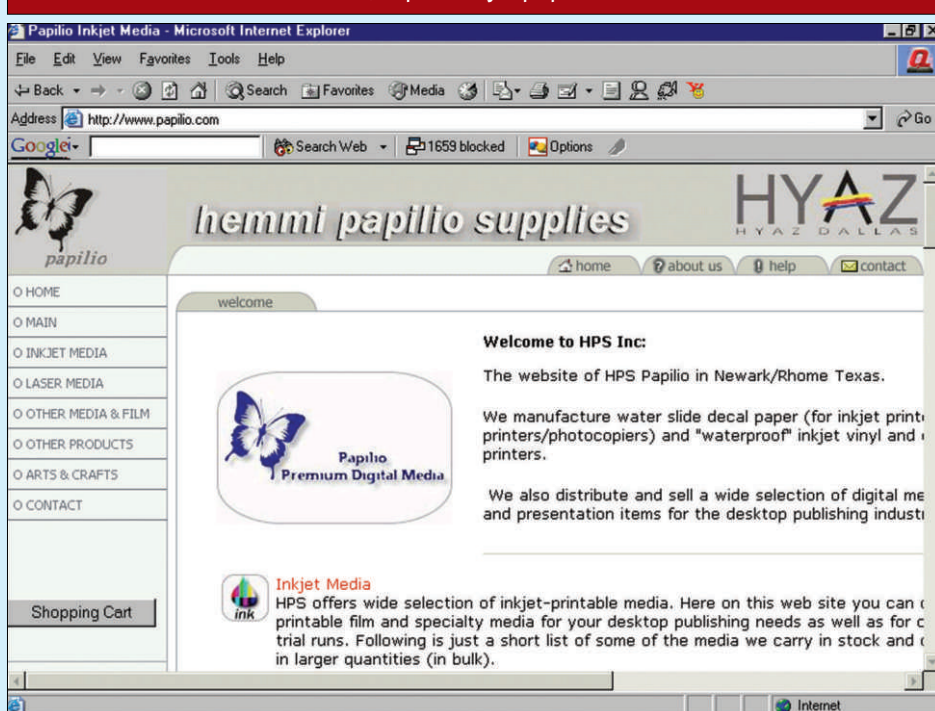 Papilio Inkjet Media - Microsoft Internet Explorer
File Edit View Favorites Tools Help
Back Search Favorites Media
Address http://www.papilio.com Go
Google Search Web 1659 blocked Options
papilio
hemmi papilio supplies
HYAZ
HYAZ DALLAS
home about us help contact
HOME
MAIN
INKJET MEDIA
LASER MEDIA
OTHER MEDIA & FILM
OTHER PRODUCTS
ARTS & CRAFTS
CONTACT
Shopping Cart
welcome
Papilio
Premium Digital Media
Welcome to HPS Inc:
The website of HPS Papilio in Newark/Rhome Texas.
We manufacture water slide decal paper (for inkjet
printers/photocopiers) and "waterproof" inkjet vinyl and
printers.
We also distribute and sell a wide selection of digital
and presentation items for the desktop publishing
ink
Inkjet Media
HPS offers wide selection of inkjet-printable media. Here on this web site you can
printable film and specialty media for your desktop publishing needs as well as for
trial runs. Following is just a short list of some of the media we carry in stock and
in larger quantities (in bulk).
Internet